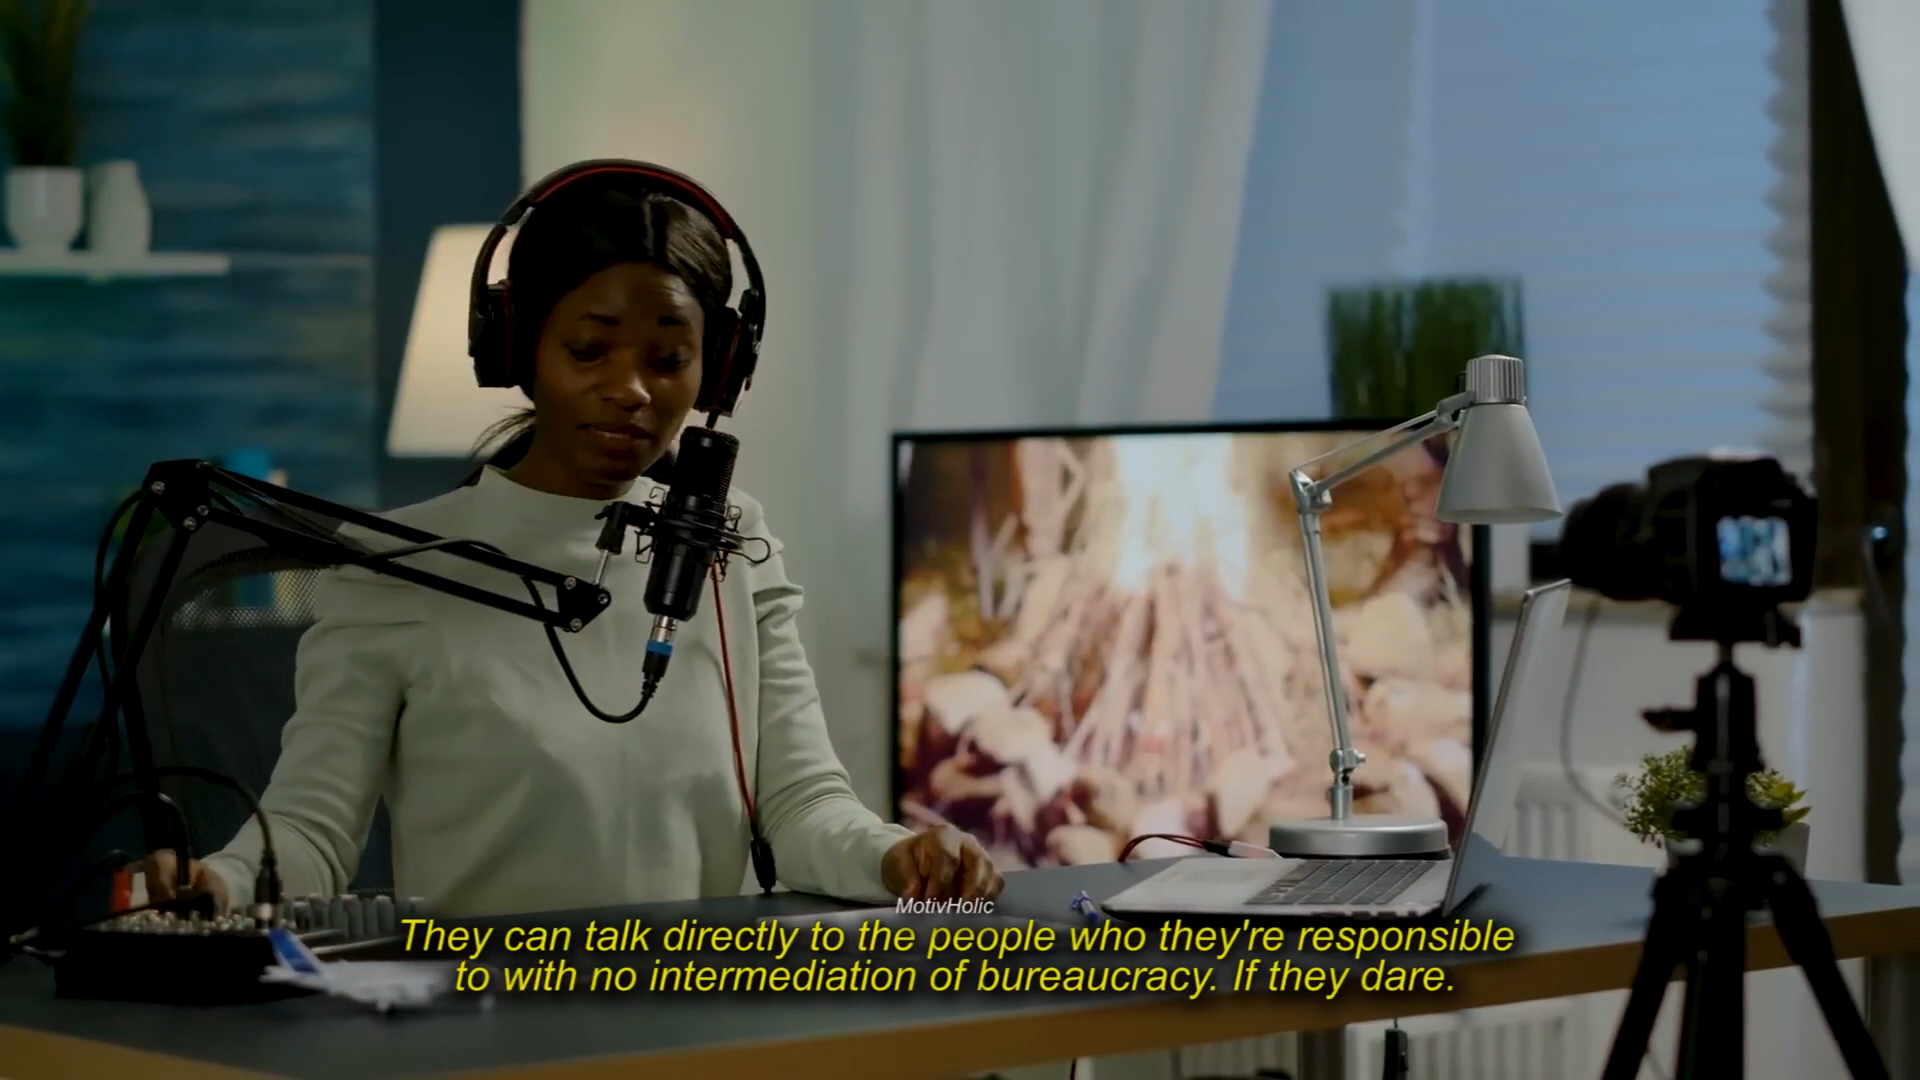 MotivHolic
They can talk directly to the people who they're responsible
to with no intermediation of bureaucracy. If they dare.